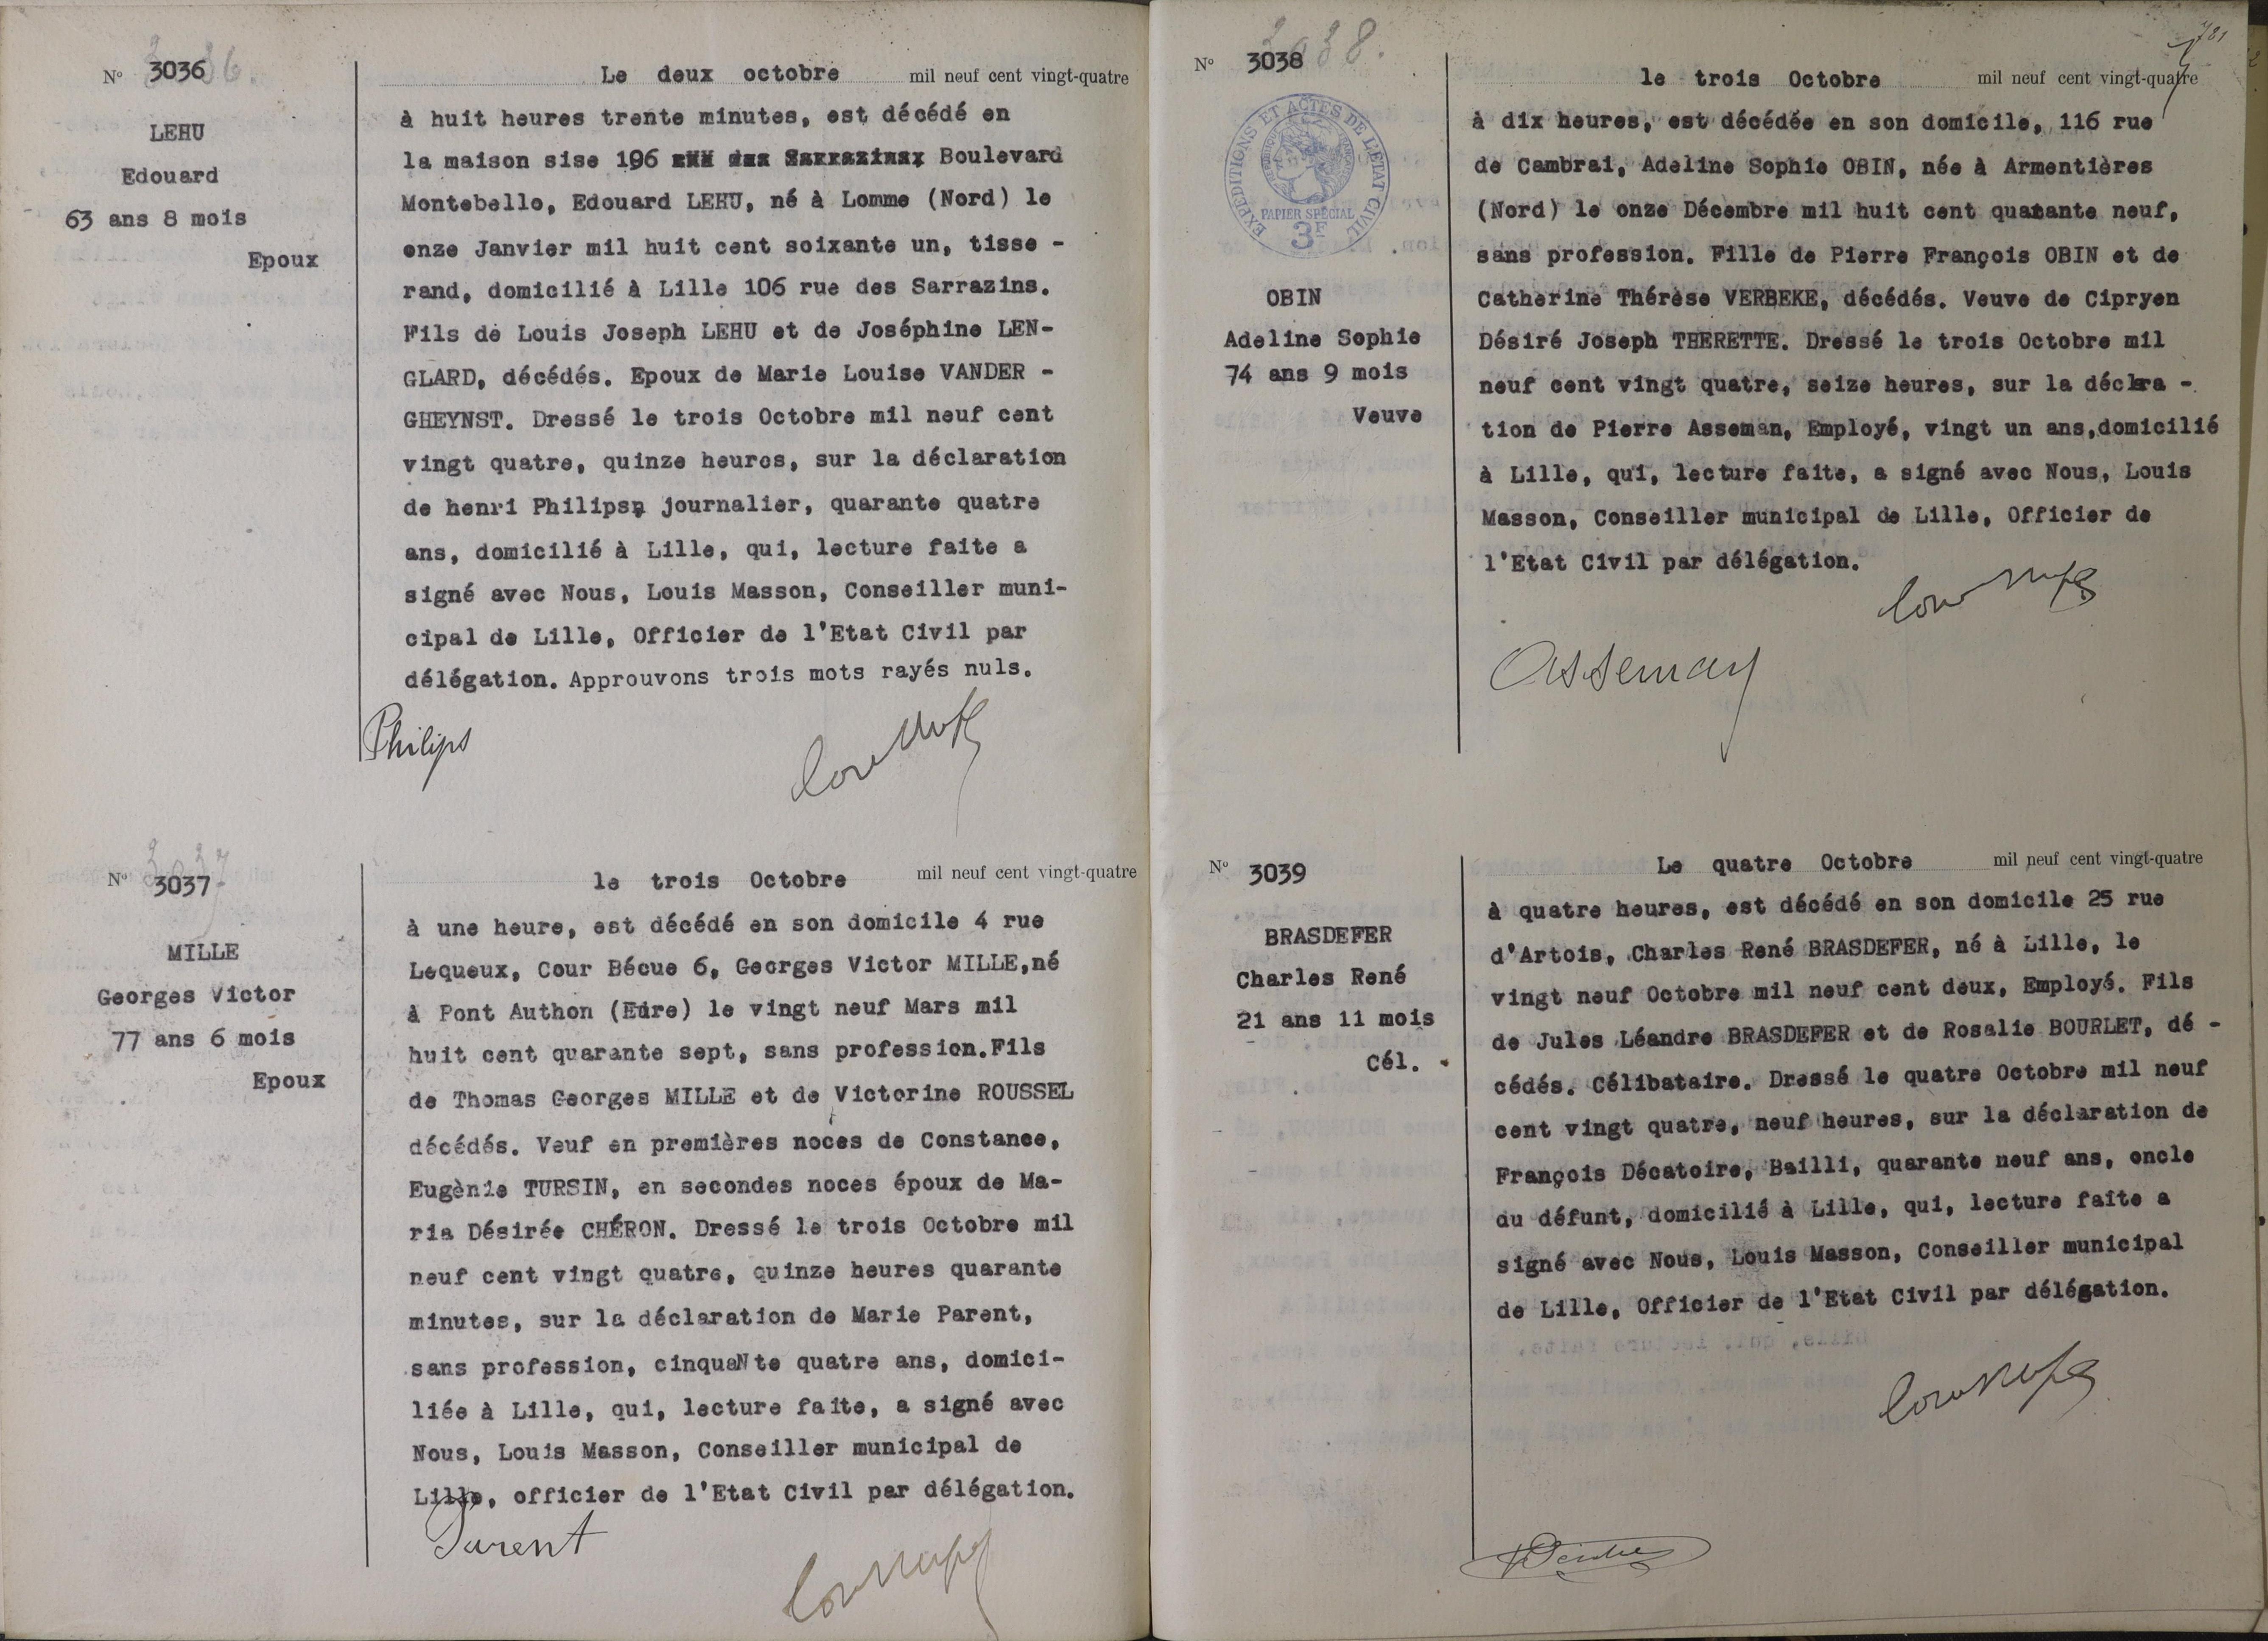 N° 3036
3036.
LEHU
Edouard
63 ans 8 mois
Epoux
Le deux octobre mil neuf cent vingt-quatre
à huit heures trente minutes, est décédé en
la maison sise 196 Boulevard
Montebello, Edouard LEHU, né à Lomme (Nord) le
onze Janvier mil huit cent soixante un, tisse -
rand, domicilié à Lille 106 rue des Sarrazins.
Fils de Louis Joseph LEHU et de Joséphine LEN-
GLARD, décédés. Epoux de Marie Louise VANDER -
GHEYNST. Dressé le trois Octobre mil neuf cent
vingt quatre, quinze heures, sur la déclaration
de henri Philips, journalier, quarante quatre
ans, domicilié à Lille, qui, lecture faite a
signé avec Nous, Louis Masson, Conseiller muni-
cipal de Lille, Officier de l'Etat Civil par
délégation. Approuvons trois mots rayés nuls.
Philips
N° 3037
3037
MILLE
Georges Victor
77 ans 6 mois
Epoux
le trois Octobre mil neuf cent vingt-quatre
à une heure, est décédé en son domicile 4 rue
Lequeux, Cour Bécue 6, Georges Victor MILLE,né
à Pont Authon (Eure) le vingt neuf Mars mil
huit cent quarante sept, sans profession.Fils
de Thomas Georges MILLE et de Victorine ROUSSEL
décédés. Veuf en premières noces de Constance,
Eugènie TURSIN, en secondes noces époux de Ma-
ria Désirée CHÉRON. Dressé le trois Octobre mil
neuf cent vingt quatre, quinze heures quarante
minutes, sur la déclaration de Marie Parent,
sans profession, cinquaNte quatre ans, domici-
liée à Lille, qui, lecture faite, a signé avec
Nous, Louis Masson, Conseiller municipal de
Lille, officier de l'Etat Civil par délégation.
Parent
781
N° 3038
3038.
EXPEDITIONS ET ACTES DE L'ETAT CIVIL
PAPIER SPECIAL
3F
OBIN
Adeline Sophie
74 ans 9 mois
Veuve
le trois Octobre mil neuf cent vingt-quatre
à dix heures, est décédée en son domicile, 116 rue
de Cambrai, Adeline Sophie OBIN, née à Armentières
(Nord) le onze Décembre mil huit cent quarante neuf,
sans profession. Fille de Pierre François OBIN et de
Catherine Thérèse VERBEKE, décédés. Veuve de Cipryen
Désiré Joseph THERETTE. Dressé le trois Octobre mil
neuf cent vingt quatre, seize heures, sur la déclara -
tion de Pierre Asseman, Employé, vingt un ans,domicilié
à Lille, qui, lecture faite, a signé avec Nous, Louis
Masson, Conseiller municipal de Lille, Officier de
l'Etat Civil par délégation.
Asseman
N° 3039
BRASDEFER
Charles René
21 ans 11 mois
Cél.
Le quatre Octobre mil neuf cent vingt-quatre
à quatre heures, est décédé en son domicile 25 rue
d'Artois, Charles René BRASDEFER, né à Lille, le
vingt neuf Octobre mil neuf cent deux, Employé. Fils
de Jules Léandre BRASDEFER et de Rosalie BOURLET, dé -
cédés. Célibataire. Dressé le quatre Octobre mil neuf
cent vingt quatre, neuf heures, sur la déclaration de
François Décatoire, Bailli, quarante neuf ans, oncle
du défunt, domicilié à Lille, qui, lecture faite a
signé avec Nous, Louis Masson, Conseiller municipal
de Lille, Officier de l'Etat Civil par délégation.